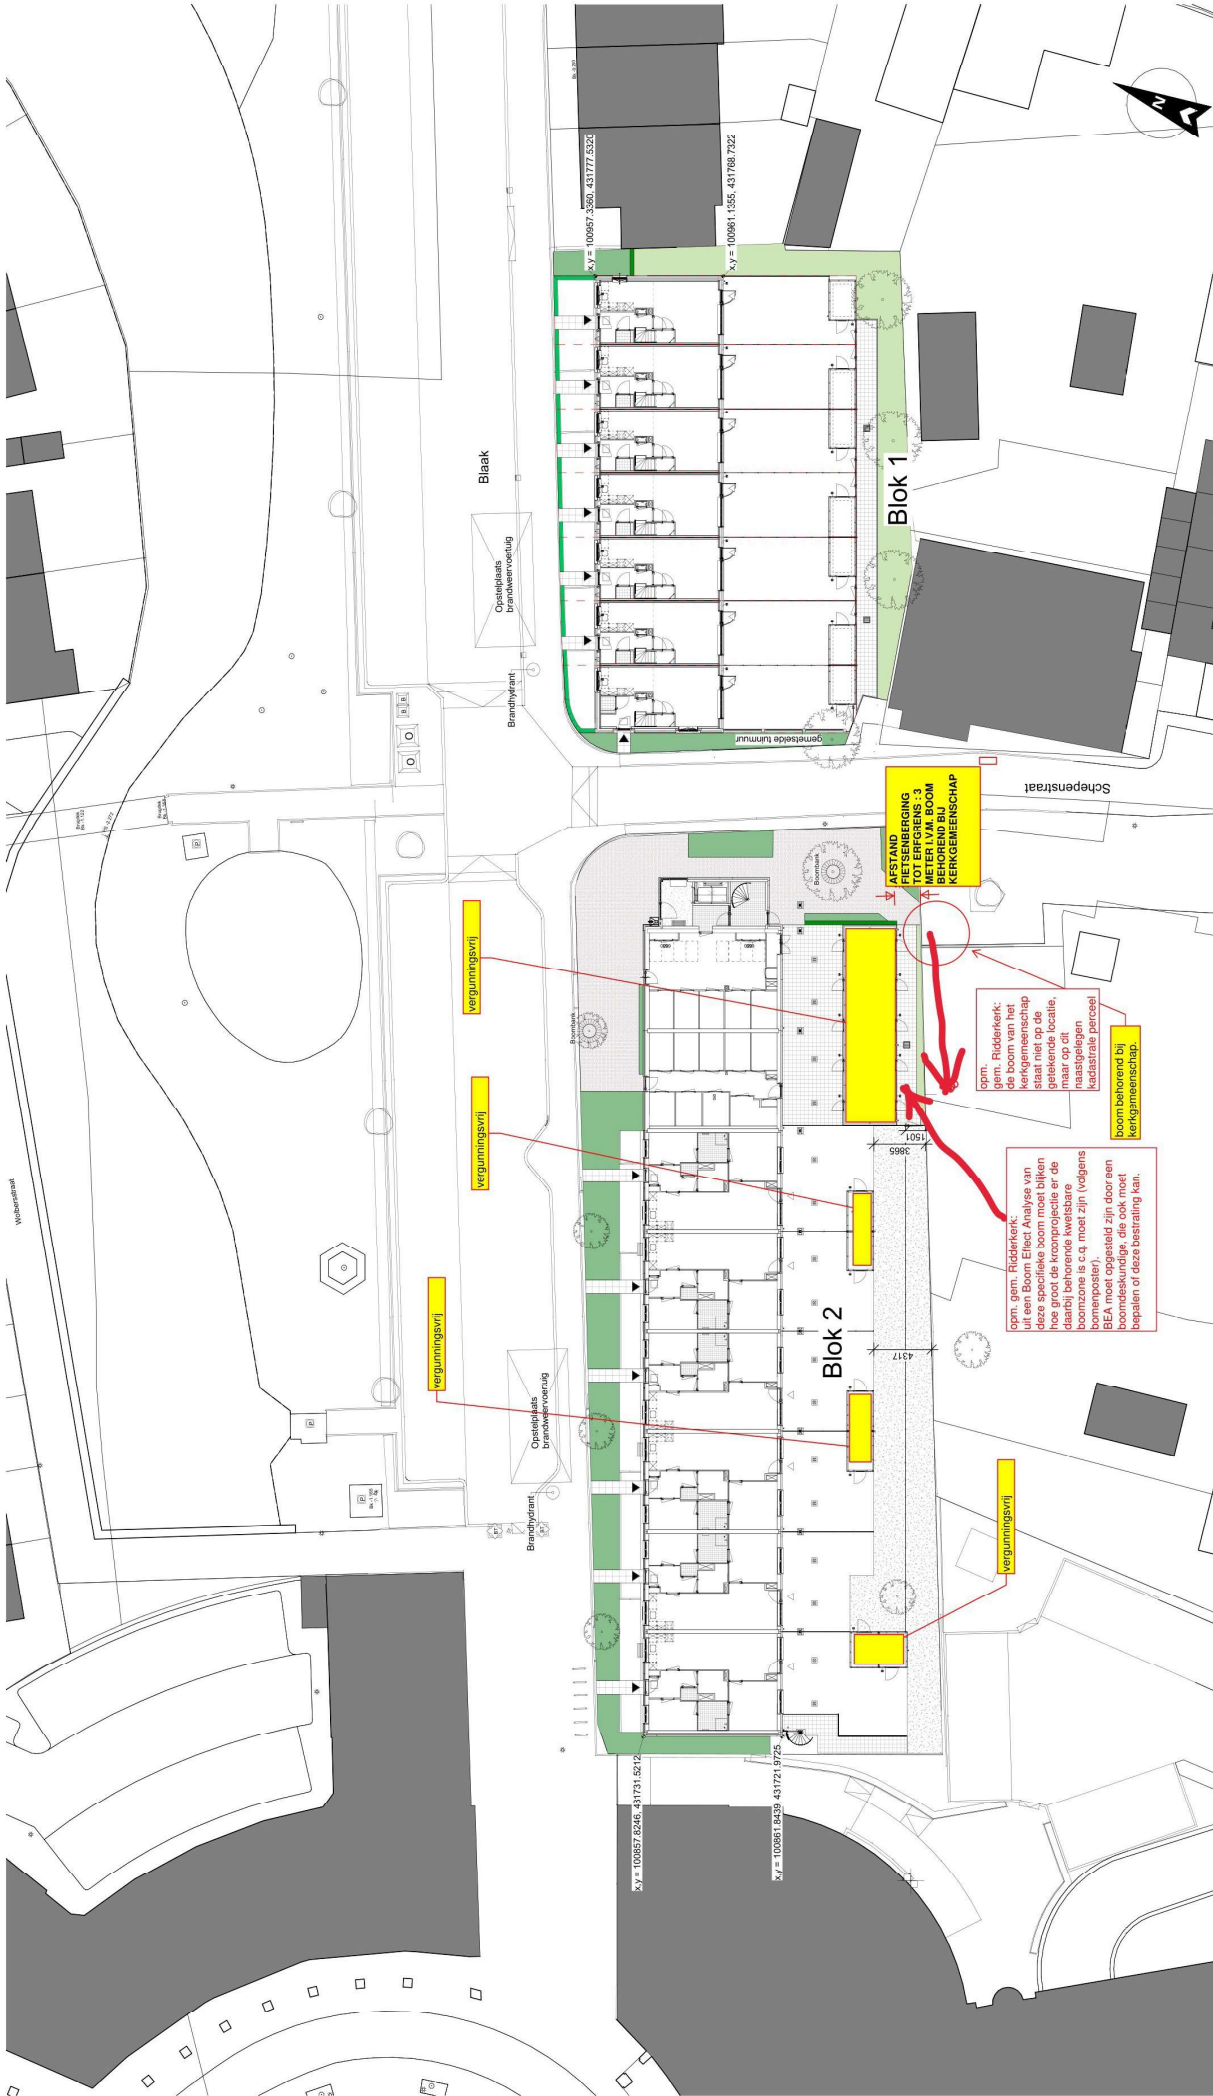 Wolbersstraat
Blaak
Opstelplaats
brandweervoertuig
Brandhydrant
x,y = 100957.3360, 431777.5320
x,y = 100961.1355, 431768.7322
Blok 1
gemetselde tuinmuur
Schepenstraat
N
B
B
O
O
P
P
P
Opstelplaats
brandweervoertuig
Brandhydrant
Boombank
Boombank
vergunningsvrij
vergunningsvrij
vergunningsvrij
vergunningsvrij
AFSTAND
FIETSENBERGING
TOT ERFGRENS : 3
METER I.V.M. BOOM
BEHOREND BIJ
KERKGEMEENSCHAP
opm.
gem. Ridderkerk:
de boom van het
kerkgemeenschap
staat niet op de
getekende locatie,
maar op dit
naastgelegen
kadastrale perceel
boom behorend bij
kerkgemeenschap.
opm. gem. Ridderkerk:
uit een Boom Effect Analyse van
deze specifieke boom moet blijken
hoe groot de kroonprojectie er de
daarbij behorende kwetsbare
boomzone is c.q. moet zijn (volgens
bomenposter).
BEA moet opgesteld zijn door een
boomdeskundige, die ook moet
bepalen of deze bestrating kan.
1501
3865
4317
Blok 2
x,y = 100857.8246, 431731.5212
x,y = 100861.8439, 431721.9725